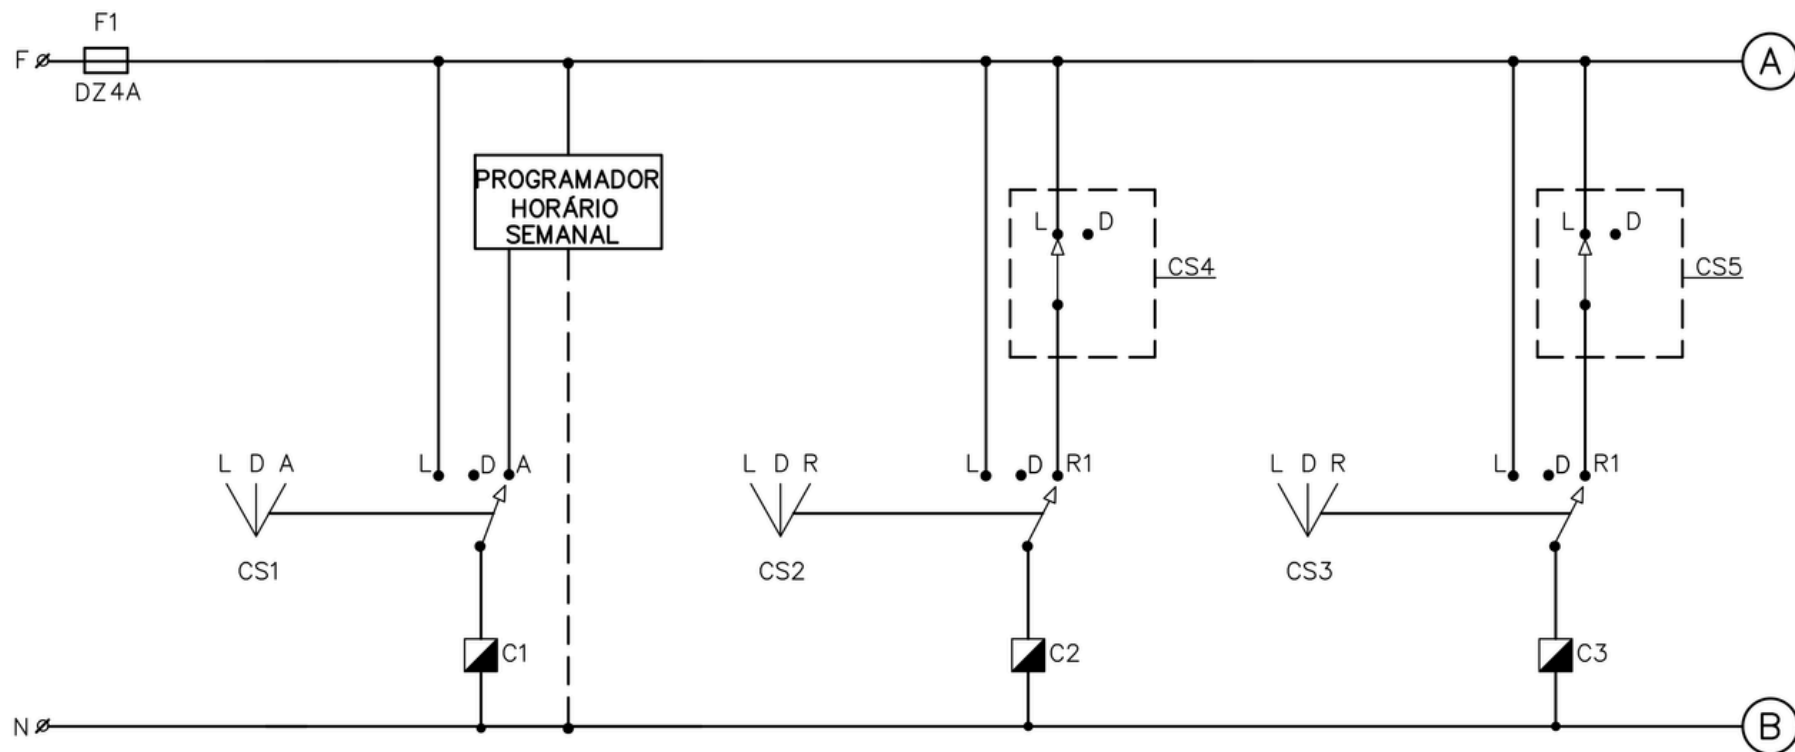 F1
F
DZ4A
A
PROGRAMADOR
HORÁRIO
SEMANAL
L D
CS4
L D
CS5
L D A
L D A
L D R
L D R1
L D R
L D R1
CS1
CS2
CS3
C1
C2
C3
N
B